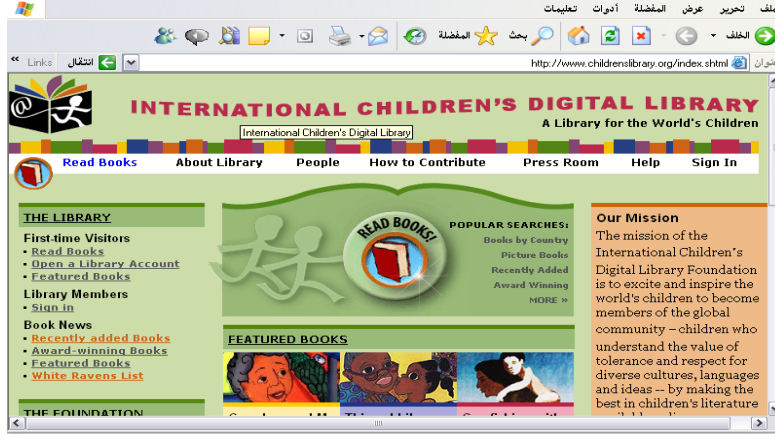 ملف تحرير عرض المفضلة أدوات تعليمات
الخلف بحث المفضلة
عنوان http://www.childrenslibrary.org/index.shtml انتقال Links
INTERNATIONAL CHILDREN'S DIGITAL LIBRARY
A Library for the World's Children
International Children's Digital Library
Read Books About Library People How to Contribute Press Room Help Sign In
THE LIBRARY
First-time Visitors
Read Books
Open a Library Account
Featured Books
Library Members
Sign in
Book News
Recently added Books
Award-winning Books
Featured Books
White Ravens List
THE FOUNDATION
READ BOOKS!
POPULAR SEARCHES:
Books by Country
Picture Books
Recently Added
Award Winning
MORE »
FEATURED BOOKS
Our Mission
The mission of the
International Children's
Digital Library Foundation
is to excite and inspire the
world's children to become
members of the global
community – children who
understand the value of
tolerance and respect for
diverse cultures, languages
and ideas -- by making the
best in children's literature